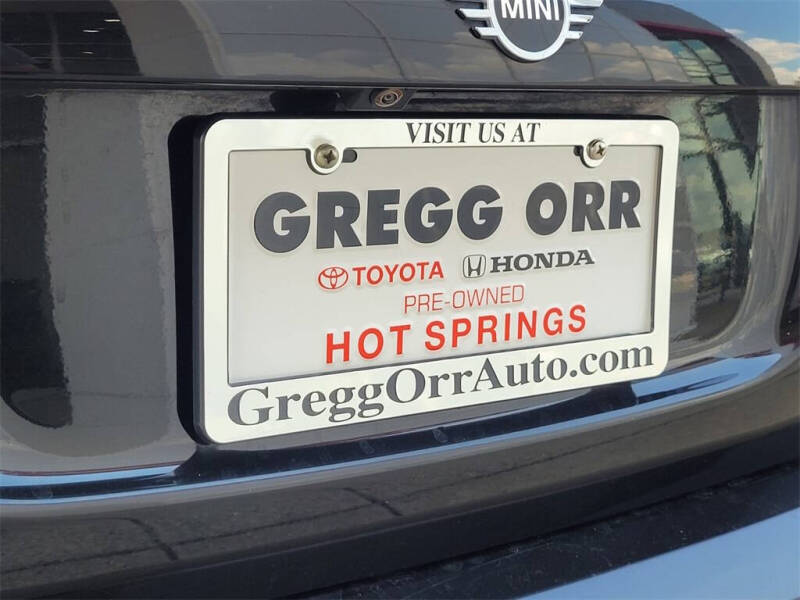 MINI
VISIT US AT
GREGG ORR
TOYOTA HONDA
PRE-OWNED
HOT SPRINGS
GreggOrrAuto.com